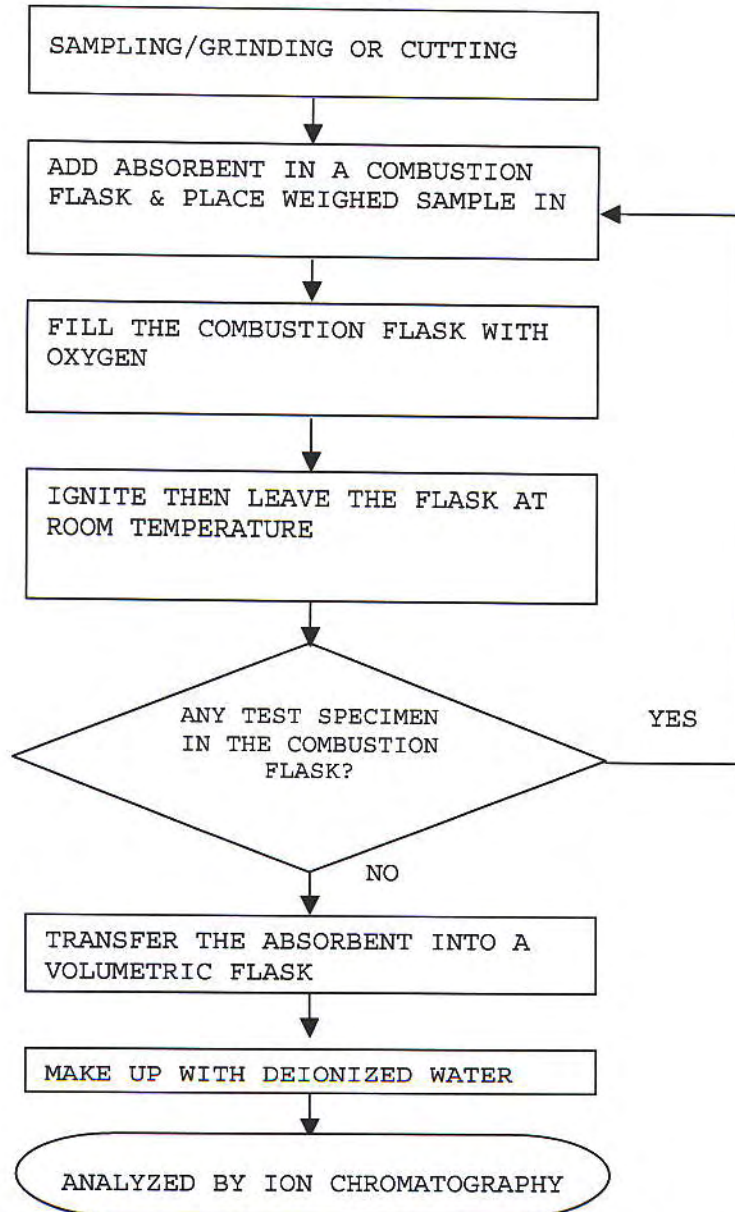 SAMPLING/GRINDING OR CUTTING
ADD ABSORBENT IN A COMBUSTION
FLASK & PLACE WEIGHED SAMPLE IN
FILL THE COMBUSTION FLASK WITH
OXYGEN
IGNITE THEN LEAVE THE FLASK AT
ROOM TEMPERATURE
ANY TEST SPECIMEN
IN THE COMBUSTION
FLASK?
YES
NO
TRANSFER THE ABSORBENT INTO A
VOLUMETRIC FLASK
MAKE UP WITH DEIONIZED WATER
ANALYZED BY ION CHROMATOGRAPHY